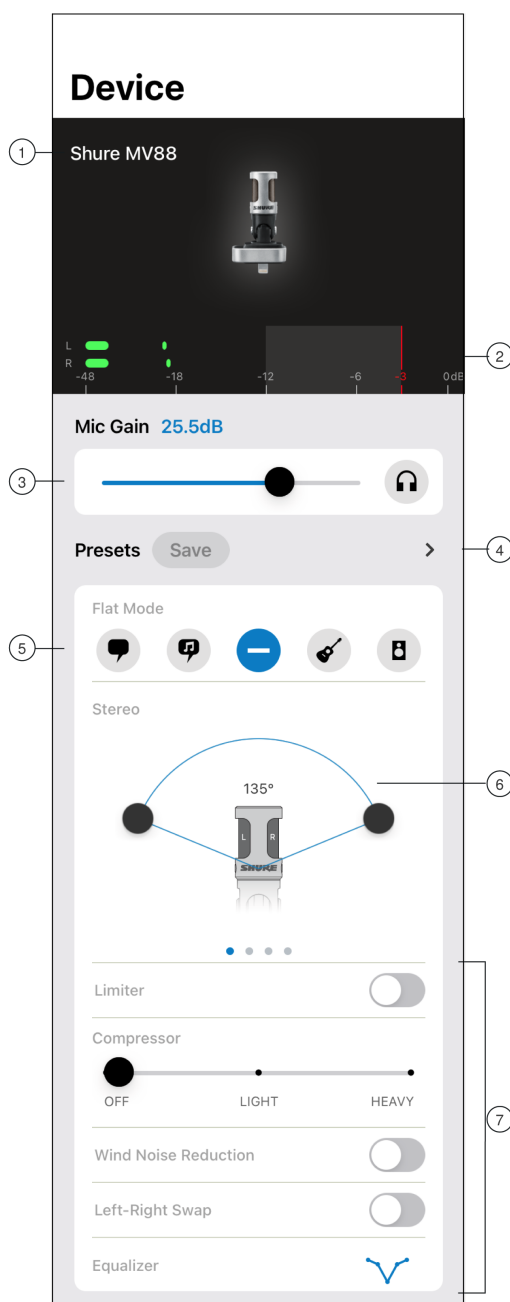 Device
1
Shure MV88
SHURE
L
R
2
-48 -18 -12 -6 -3 0dB
Mic Gain 25.5dB
3
Presets Save
4
Flat Mode
5
Stereo
6
135°
L R
SHURE
Limiter
Compressor
OFF LIGHT HEAVY
7
Wind Noise Reduction
Left-Right Swap
Equalizer